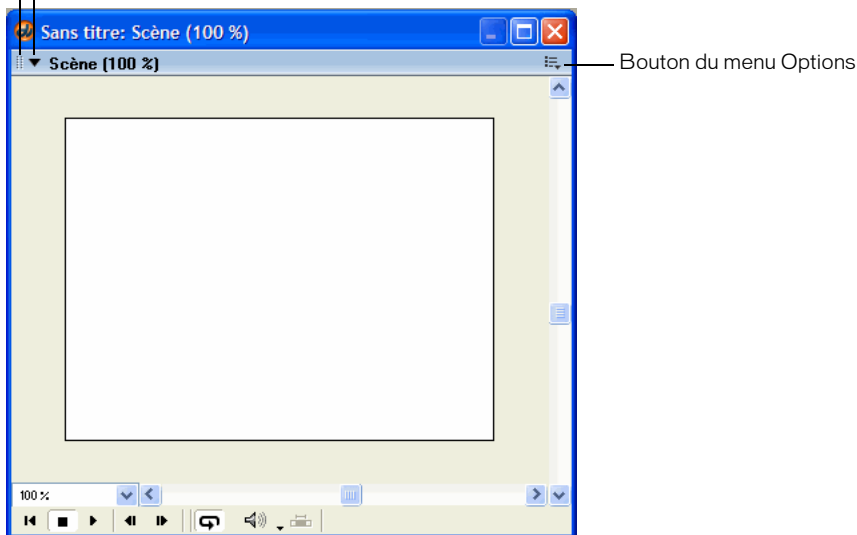 Sans titre: Scène (100 %)
Scène (100 %)
Bouton du menu Options
100 %